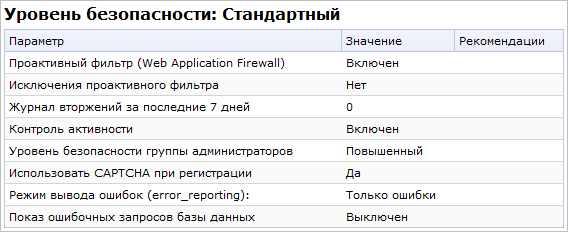 Уровень безопасности: Стандартный
Параметр Значение Рекомендации
Проактивный фильтр (Web Application Firewall) Включен
Исключения проактивного фильтра Нет
Журнал вторжений за последние 7 дней 0
Контроль активности Включен
Уровень безопасности группы администраторов Повышенный
Использовать CAPTCHA при регистрации Да
Режим вывода ошибок (error_reporting): Только ошибки
Показ ошибочных запросов базы данных Выключен